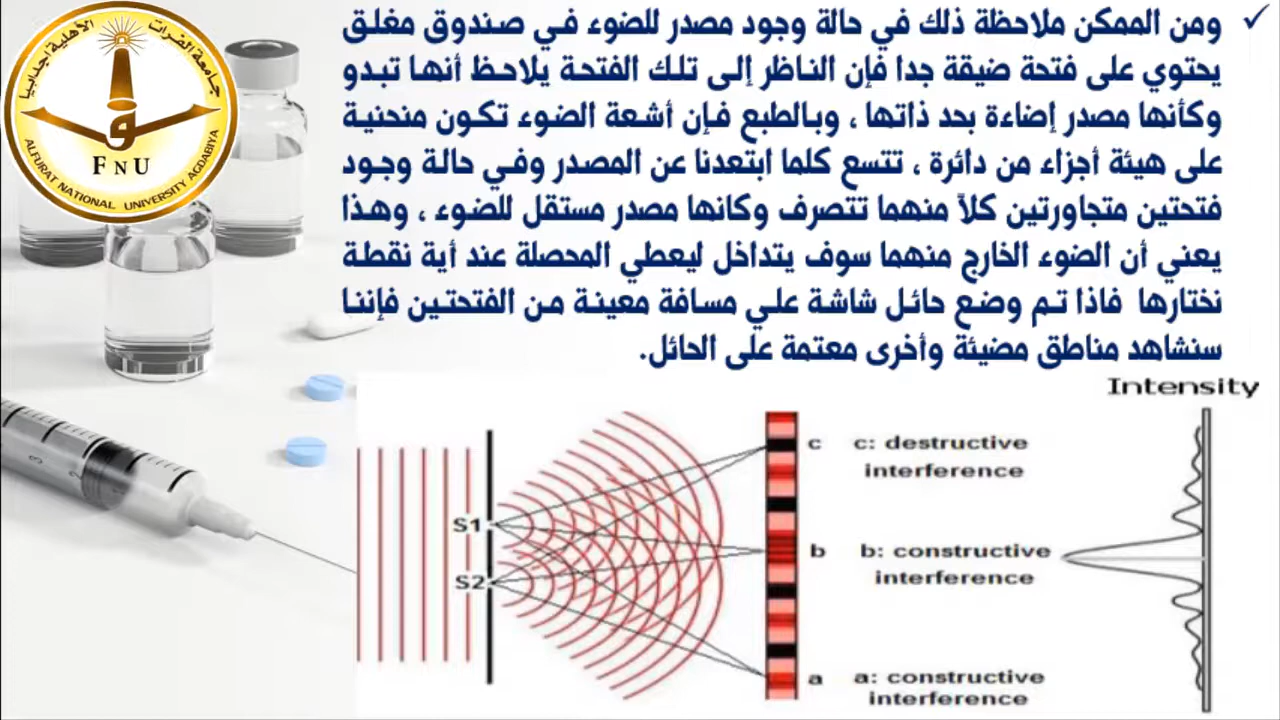 جامعة الفرات الأهلية اجدابيا
FNU
ALFURAT NATIONAL UNIVERSITY AGDABIYA
✓ ومن الممكن ملاحظة ذلك في حالة وجود مصدر للضوء في صندوق مغلق
يحتوي على فتحة ضيقة جدا فإن الناظر إلى تلك الفتحة يلاحظ أنها تبدو
وكأنها مصدر إضاءة بحد ذاتها ، وبالطبع فإن أشعة الضوء تكون منحنية
على هيئة أجزاء من دائرة ، تتسع كلما ابتعدنا عن المصدر وفي حالة وجود
فتحتين متجاورتين كلاً منهما تتصرف وكانها مصدر مستقل للضوء ، وهذا
يعني أن الضوء الخارج منهما سوف يتداخل ليعطي المحصلة عند أية نقطة
نختارها فاذا تم وضع حائل شاشة علي مسافة معينة من الفتحتين فإننا
سنشاهد مناطق مضيئة وأخرى معتمة على الحائل.
Intensity
c c: destructive
interference
S1
b b: constructive
interference
S2
a a: constructive
interference